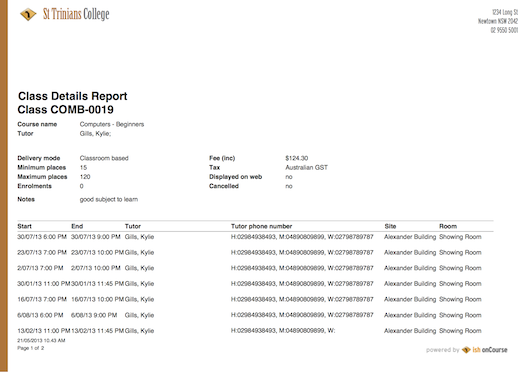 St Trinians College
1234 Long St
Newtown NSW 2042
02 9550 5001
Class Details Report
Class COMB-0019
Course name Computers - Beginners
Tutor Gills, Kylie;
Delivery mode Classroom based Fee (inc) $124.30
Minimum places 15 Tax Australian GST
Maximum places 120 Displayed on web no
Enrolments 0 Cancelled no
Notes good subject to learn
Start End Tutor Tutor phone number Site Room
30/07/13 6:00 PM 30/07/13 9:00 PM Gills, Kylie H:02984938493, M:04890809899, W:02798789787 Alexander Building Showing Room
23/07/13 7:00 PM 23/07/13 10:00 PM Gills, Kylie H:02984938493, M:04890809899, W:02798789787 Alexander Building Showing Room
2/07/13 7:00 PM 2/07/13 10:00 PM Gills, Kylie H:02984938493, M:04890809899, W:02798789787 Alexander Building Showing Room
30/01/13 11:00 PM 30/01/13 11:45 PM Gills, Kylie H:02984938493, M:04890809899, W:02798789787 Alexander Building Showing Room
16/07/13 7:00 PM 16/07/13 10:00 PM Gills, Kylie H:02984938493, M:04890809899, W:02798789787 Alexander Building Showing Room
6/08/13 6:00 PM 6/08/13 9:00 PM Gills, Kylie H:02984938493, M:04890809899, W:02798789787 Alexander Building Showing Room
13/02/13 11:00 PM 13/02/13 11:45 PM Gills, Kylie H:02984938493, M:04890809899, W: Alexander Building Showing Room
21/05/2013 10.43 AM
Page 1 of 2
powered by ish onCourse